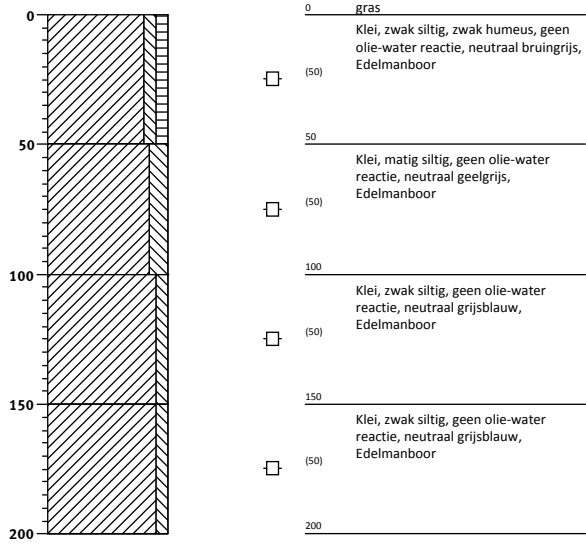 0
0
gras
Klei, zwak siltig, zwak humeus, geen
olie-water reactie, neutraal bruingrijs,
Edelmanboor
(50)
50
50
Klei, matig siltig, geen olie-water
reactie, neutraal geelgrijs,
Edelmanboor
(50)
100
100
Klei, zwak siltig, geen olie-water
reactie, neutraal grijsblauw,
Edelmanboor
(50)
150
150
Klei, zwak siltig, geen olie-water
reactie, neutraal grijsblauw,
Edelmanboor
(50)
200
200